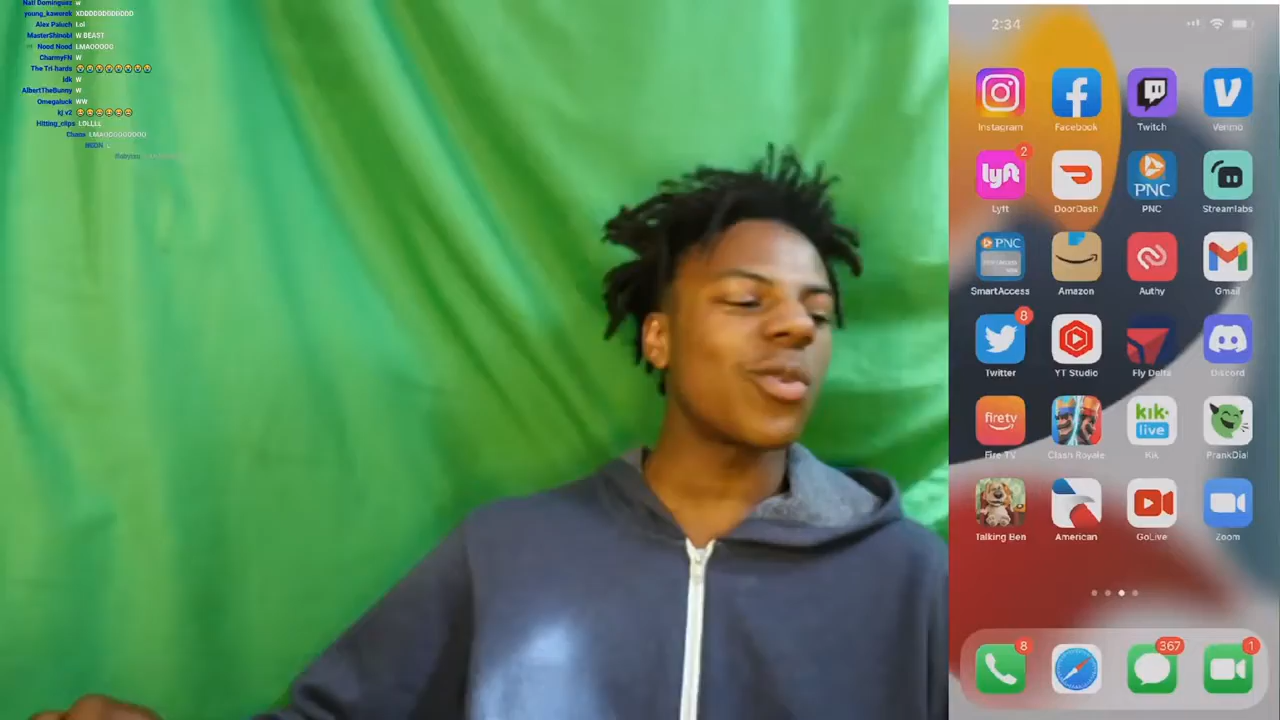 Nati Dominguez w
young_kaworek XDDDDDDDDDDDD
Alex Paluch Lol
MasterShinobi W BEAST
Nood Nood LMAOOOOO
CharmyFN W
The Tri-hards
idk W
AlbertTheBunny W
Omegaluck WW
kj v2
Hitting_clips LOLLLL
2:34
Instagram
Facebook
Twitch
Venmo
lyft
2
Lyft
DoorDash
PNC
PNC
Streamlabs
PNC
SmartAccess
Amazon
Authy
Gmail
8
Twitter
YT Studio
Fly Delta
Discord
firetv
kik
live
Fire TV
Clash Royale
Kik
PrankDial
Talking Ben
American
GoLive
Zoom
8
367
1